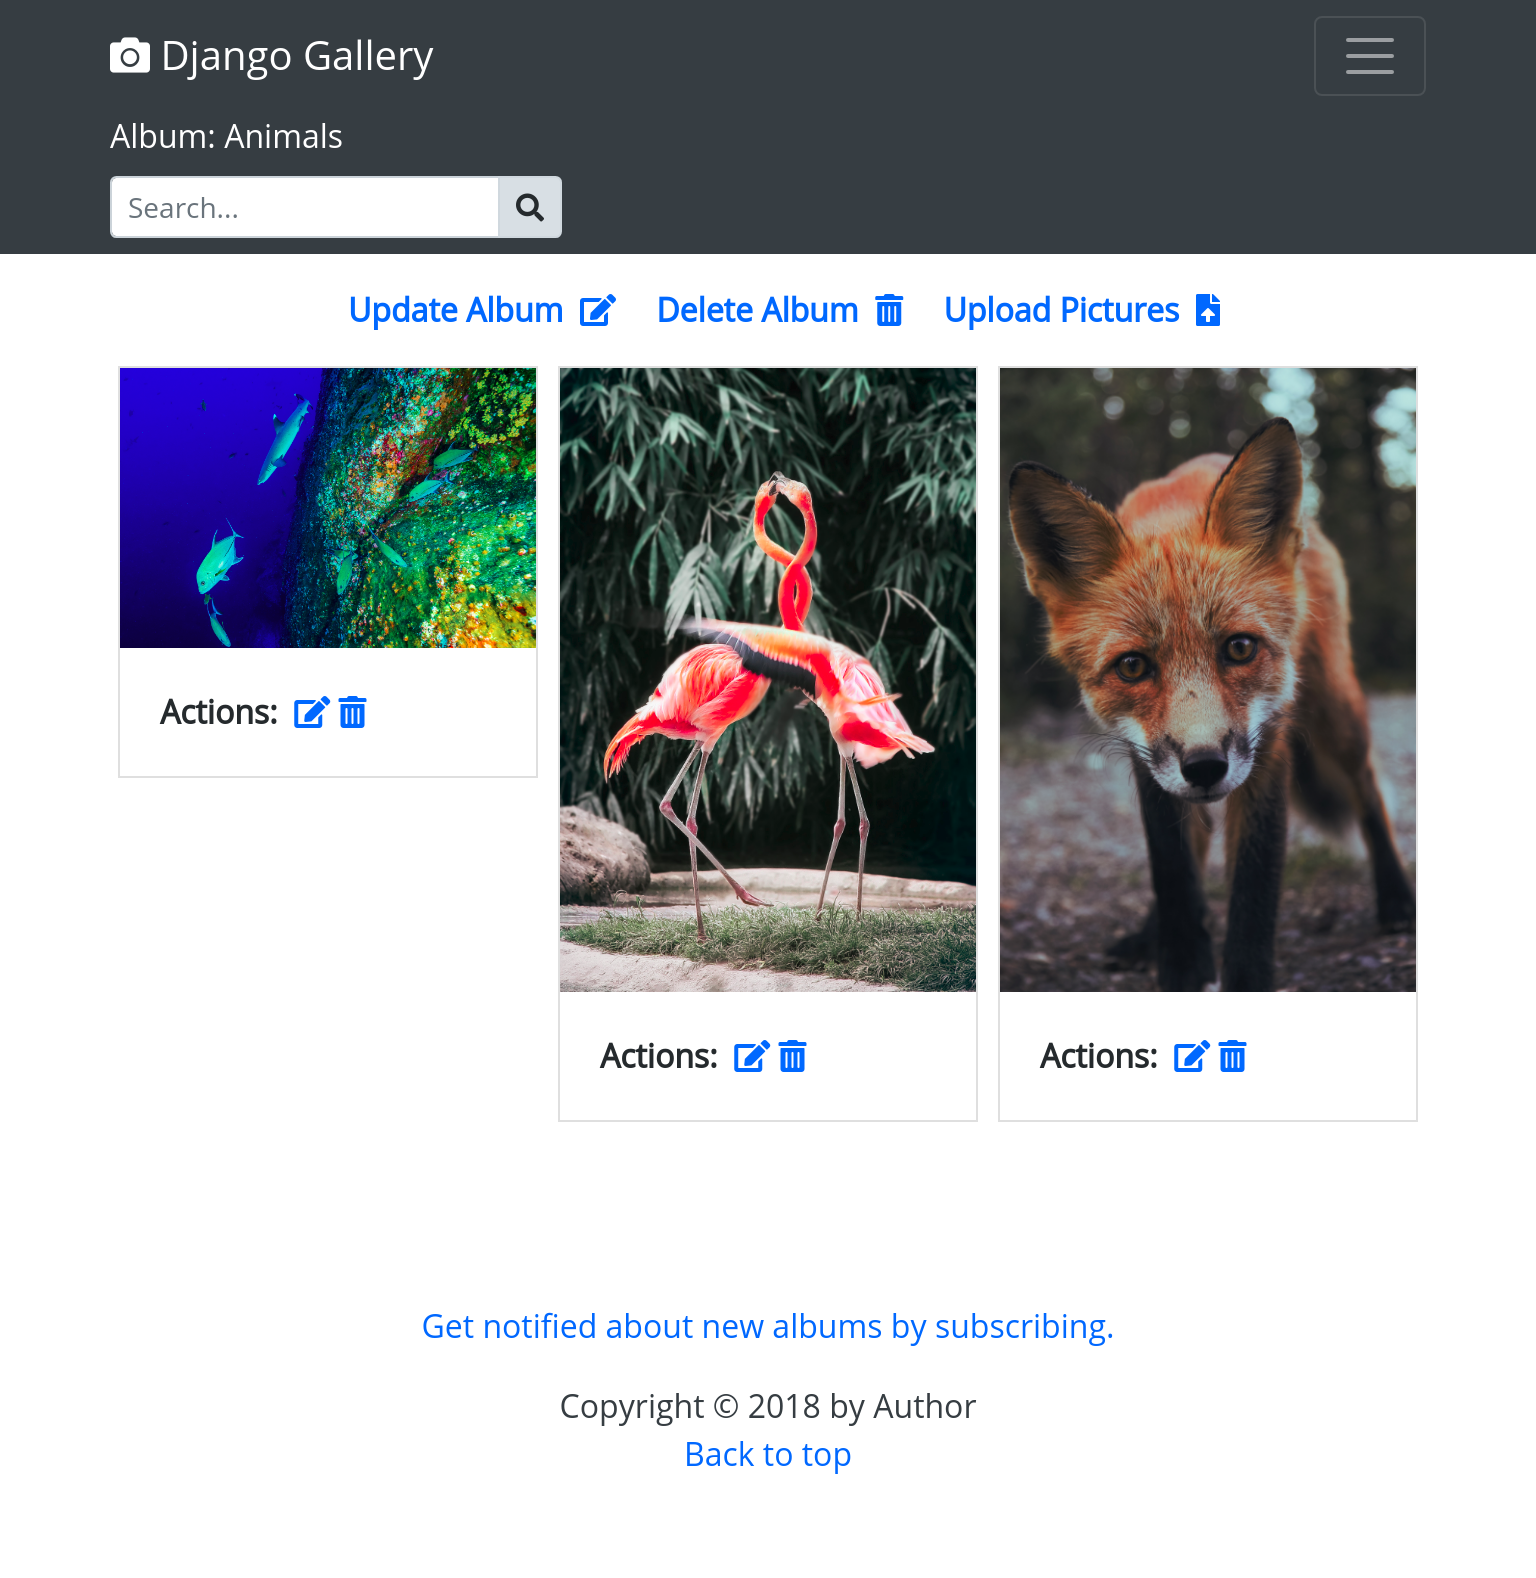 Django Gallery
Album: Animals
Search...
Update Album Delete Album Upload Pictures
Actions:
Actions:
Actions:
Get notified about new albums by subscribing.
Copyright © 2018 by Author
Back to top